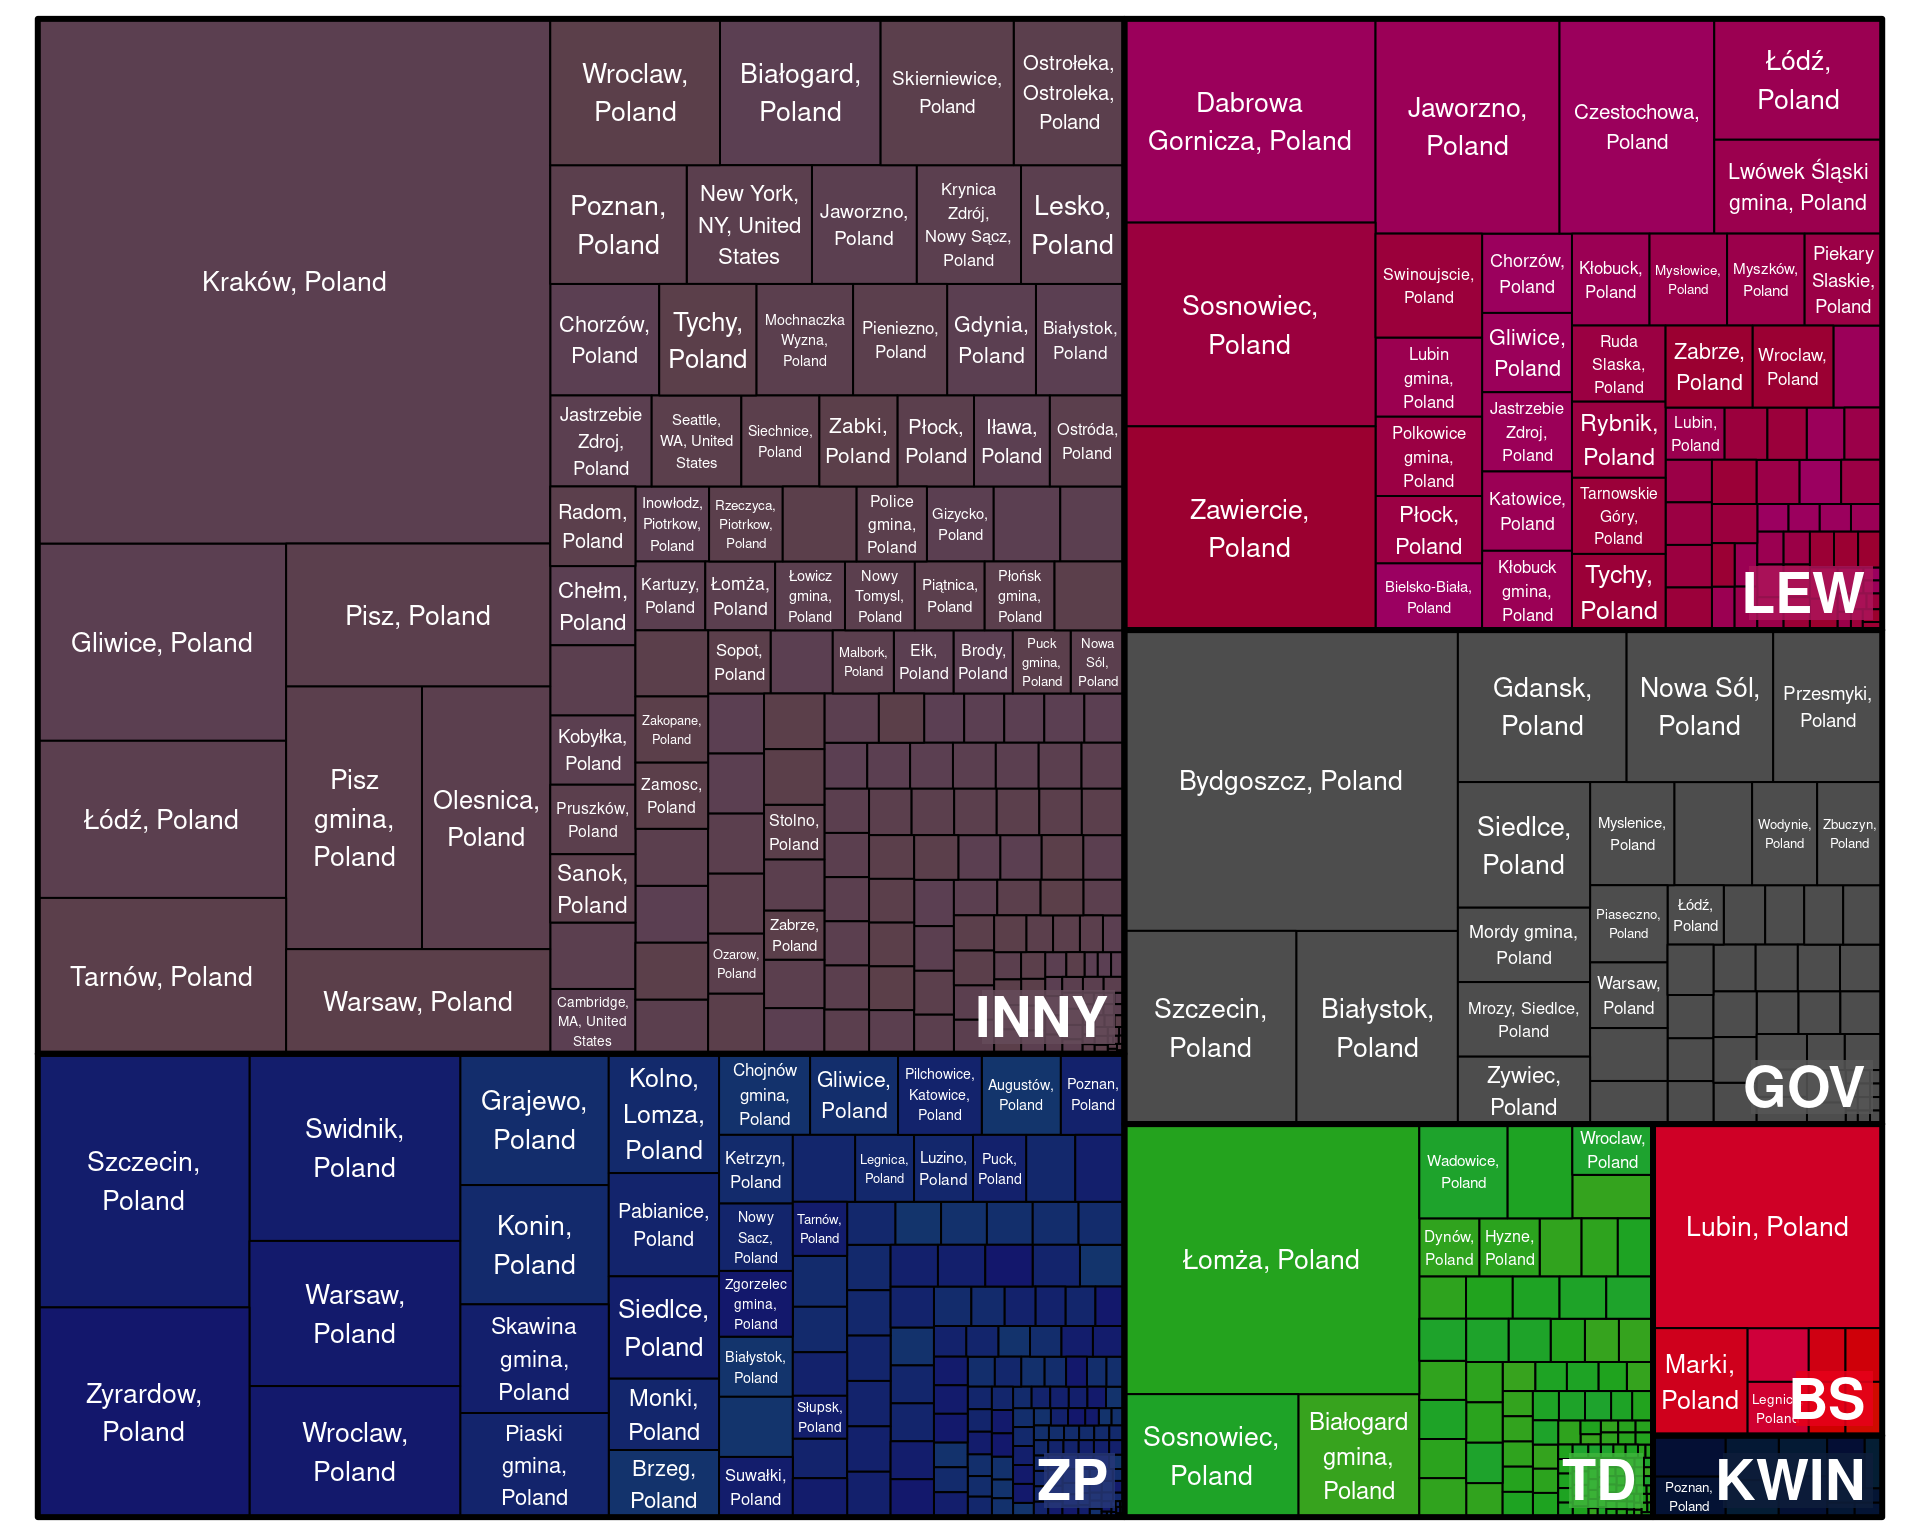 Kraków, Poland
Gliwice, Poland
Łódź, Poland
Tarnów, Poland
Pisz, Poland
Pisz
gmina,
Poland
Olesnica,
Poland
Warsaw, Poland
Wroclaw,
Poland
Białogard,
Poland
Skierniewice,
Poland
Ostrołeka,
Ostroleka,
Poland
Poznan,
Poland
New York,
NY, United
States
Jaworzno,
Poland
Krynica
Zdrój,
Nowy Sącz,
Poland
Lesko,
Poland
Chorzów,
Poland
Tychy,
Poland
Mochnaczka
Wyzna,
Poland
Pieniezno,
Poland
Gdynia,
Poland
Białystok,
Poland
Jastrzebie
Zdroj,
Poland
Seattle,
WA, United
States
Siechnice,
Poland
Zabki,
Poland
Płock,
Poland
Iława,
Poland
Ostróda,
Poland
Radom,
Poland
Inowłodz,
Piotrkow,
Poland
Rzeczyca,
Piotrkow,
Poland
Police
gmina,
Poland
Gizycko,
Poland
Chełm,
Poland
Kartuzy,
Poland
Łomża,
Poland
Łowicz
gmina,
Poland
Nowy
Tomysl,
Poland
Piątnica,
Poland
Płońsk
gmina,
Poland
Sopot,
Poland
Malbork,
Poland
Ełk,
Poland
Brody,
Poland
Puck
gmina,
Poland
Nowa
Sól,
Poland
Kobyłka,
Poland
Zakopane,
Poland
Pruszków,
Poland
Zamosc,
Poland
Stolno,
Poland
Sanok,
Poland
Zabrze,
Poland
Ozarow,
Poland
Cambridge,
MA, United
States
INNY
Dabrowa
Gornicza, Poland
Sosnowiec,
Poland
Zawiercie,
Poland
Jaworzno,
Poland
Czestochowa,
Poland
Łódź,
Poland
Lwówek Śląski
gmina, Poland
Swinoujscie,
Poland
Chorzów,
Poland
Kłobuck,
Poland
Mysłowice,
Poland
Myszków,
Poland
Piekary
Slaskie,
Poland
Lubin
gmina,
Poland
Gliwice,
Poland
Ruda
Slaska,
Poland
Zabrze,
Poland
Wroclaw,
Poland
Polkowice
gmina,
Poland
Jastrzebie
Zdroj,
Poland
Rybnik,
Poland
Lubin,
Poland
Płock,
Poland
Katowice,
Poland
Tarnowskie
Góry,
Poland
Bielsko-Biała,
Poland
Kłobuck
gmina,
Poland
Tychy,
Poland
LEW
Bydgoszcz, Poland
Szczecin,
Poland
Białystok,
Poland
Gdansk,
Poland
Nowa Sól,
Poland
Przesmyki,
Poland
Siedlce,
Poland
Myslenice,
Poland
Wodynie,
Poland
Zbuczyn,
Poland
Mordy gmina,
Poland
Piaseczno,
Poland
Łódź,
Poland
Mrozy, Siedlce,
Poland
Warsaw,
Poland
Zywiec,
Poland
GOV
Szczecin,
Poland
Zyrardow,
Poland
Swidnik,
Poland
Warsaw,
Poland
Wroclaw,
Poland
Grajewo,
Poland
Konin,
Poland
Skawina
gmina,
Poland
Piaski
gmina,
Poland
Kolno,
Lomza,
Poland
Pabianice,
Poland
Siedlce,
Poland
Monki,
Poland
Brzeg,
Poland
Chojnów
gmina,
Poland
Gliwice,
Poland
Pilchowice,
Katowice,
Poland
Augustów,
Poland
Poznan,
Poland
Ketrzyn,
Poland
Legnica,
Poland
Luzino,
Poland
Puck,
Poland
Nowy
Sacz,
Poland
Tarnów,
Poland
Zgorzelec
gmina,
Poland
Białystok,
Poland
Słupsk,
Poland
Suwałki,
Poland
ZP
Łomża, Poland
Sosnowiec,
Poland
Białogard
gmina,
Poland
Wadowice,
Poland
Wroclaw,
Poland
Dynów,
Poland
Hyzne,
Poland
TD
Lubin, Poland
Marki,
Poland
BS
Poznan,
Poland
KWIN